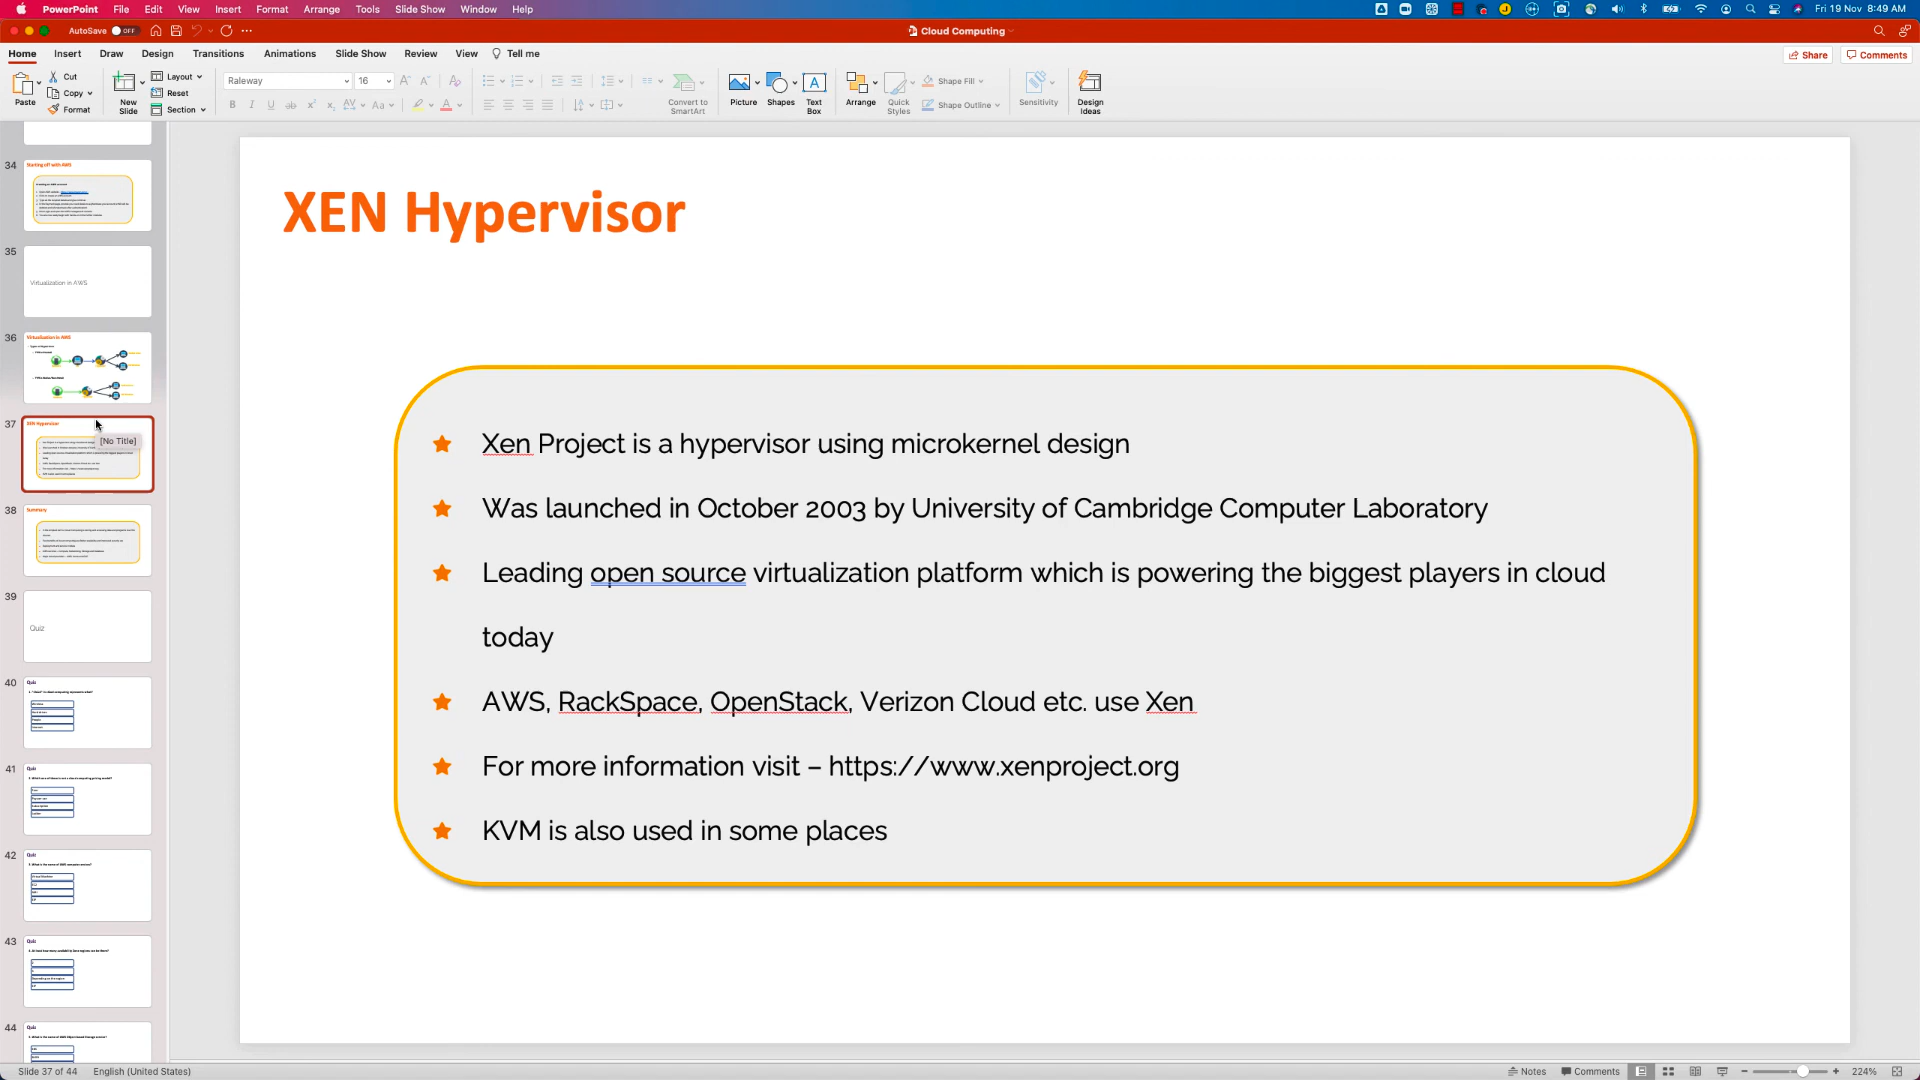 PowerPoint File Edit View Insert Format Arrange Tools Slide Show Window Help Fri 19 Nov 8:49 AM
AutoSave OFF Cloud Computing
Home Insert Draw Design Transitions Animations Slide Show Review View Tell me Share Comments
Paste Cut Copy Format New Slide Layout Reset Section Raleway 16 Convert to SmartArt Picture Shapes Text Box Arrange Quick Styles Shape Fill Shape Outline Sensitivity Design Ideas
34 Starting off with AWS
35 Virtualization in AWS
36 Virtualization in AWS
37 XEN Hypervisor
[No Title]
38 Summary
39 Quiz
40 Quiz
41 Quiz
42 Quiz
43 Quiz
44 Quiz
XEN Hypervisor
Xen Project is a hypervisor using microkernel design
Was launched in October 2003 by University of Cambridge Computer Laboratory
Leading open source virtualization platform which is powering the biggest players in cloud
today
AWS, RackSpace, OpenStack, Verizon Cloud etc. use Xen
For more information visit – https://www.xenproject.org
KVM is also used in some places
Slide 37 of 44 English (United States) Notes Comments 224%